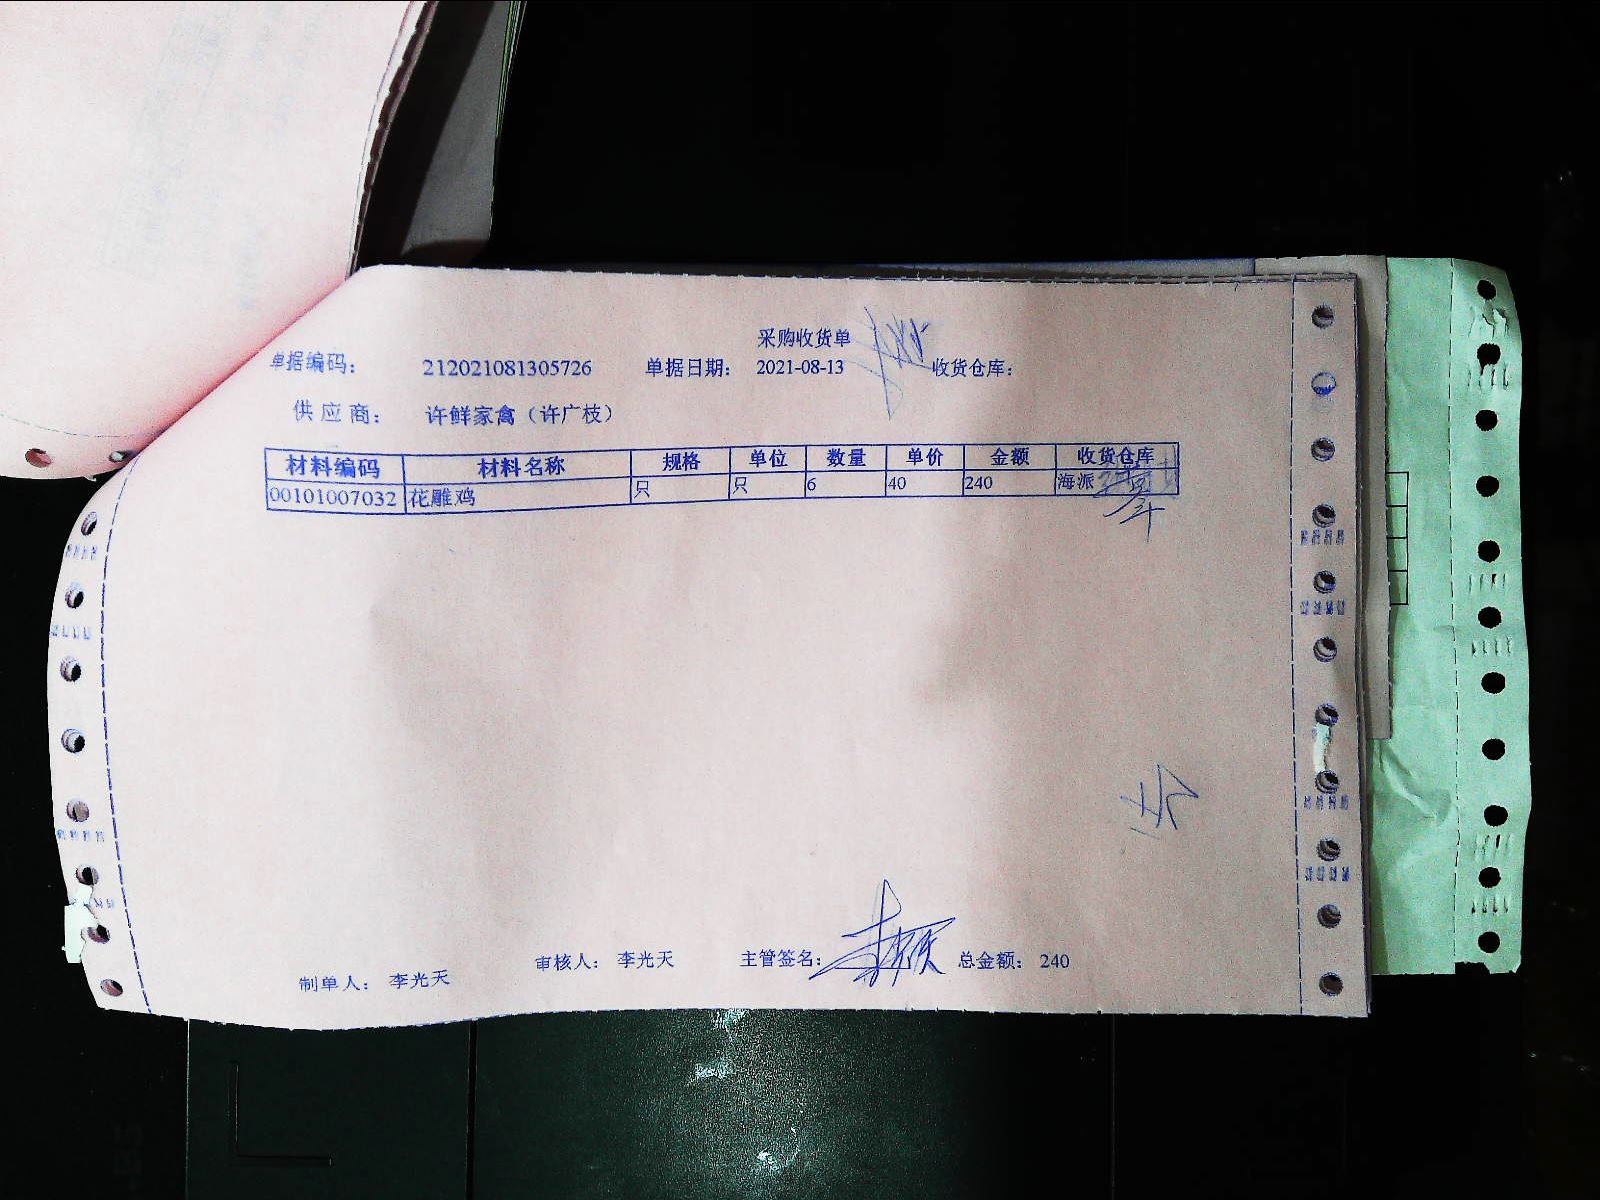 采购收货单
单据编码： 212021081305726 单据日期： 2021-08-13 收货仓库：
供应商： 许鲜家禽（许广枝）
材料编码 材料名称 规格 单位 数量 单价 金额 收货仓库
00101007032 花雕鸡 只 只 6 40 240 海派
制单人： 李光天 审核人： 李光天 主管签名： 总金额： 240